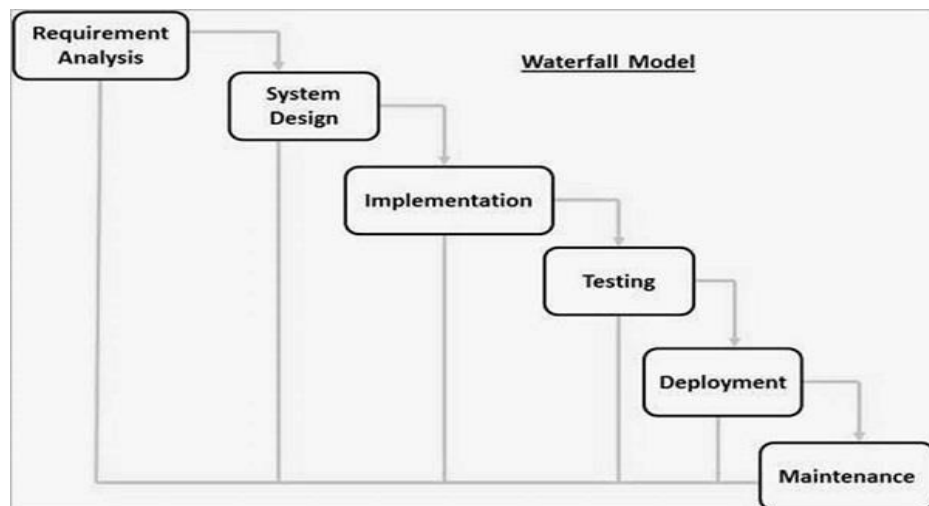 Requirement
Analysis
Waterfall Model
System
Design
Implementation
Testing
Deployment
Maintenance